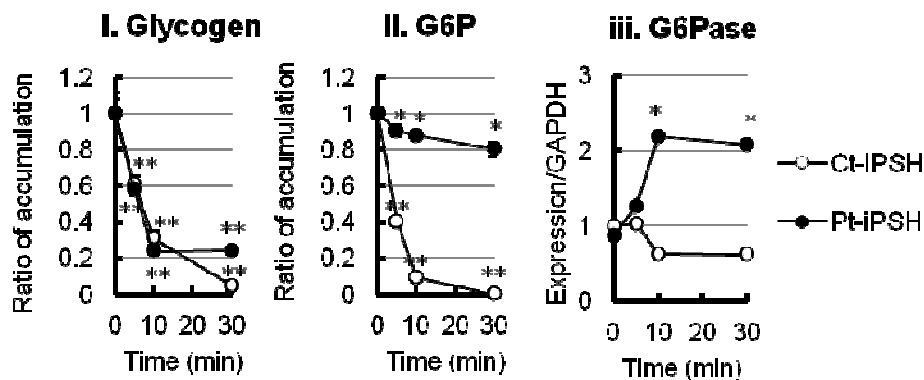 i. Glycogen
Ratio of accumulation
1.2
1
0.8
0.6
0.4
0.2
0
**
**
**
**
**
**
0 10 20 30
Time (min)
ii. G6P
Ratio of accumulation
1.2
1
0.8
0.6
0.4
0.2
0
* * *
**
**
**
0 10 20 30
Time (min)
iii. G6Pase
Expression/GAPDH
3
2
1
0
* *
0 10 20 30
Time (min)
Ct-iPSH
Pt-iPSH